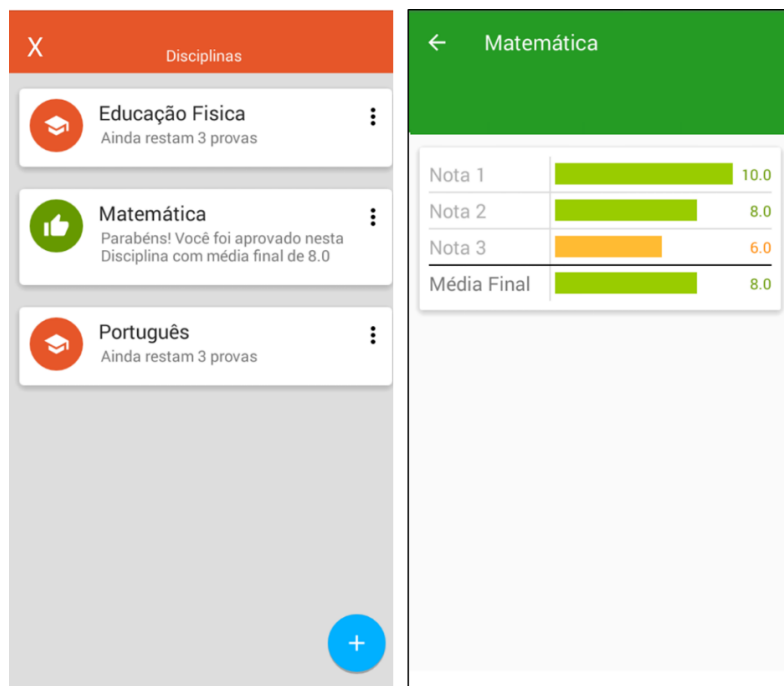 X
Disciplinas
Educação Fisica
Ainda restam 3 provas
Matemática
Parabéns! Você foi aprovado nesta
Disciplina com média final de 8.0
Português
Ainda restam 3 provas
+
Matemática
Nota 1 10.0
Nota 2 8.0
Nota 3 6.0
Média Final 8.0